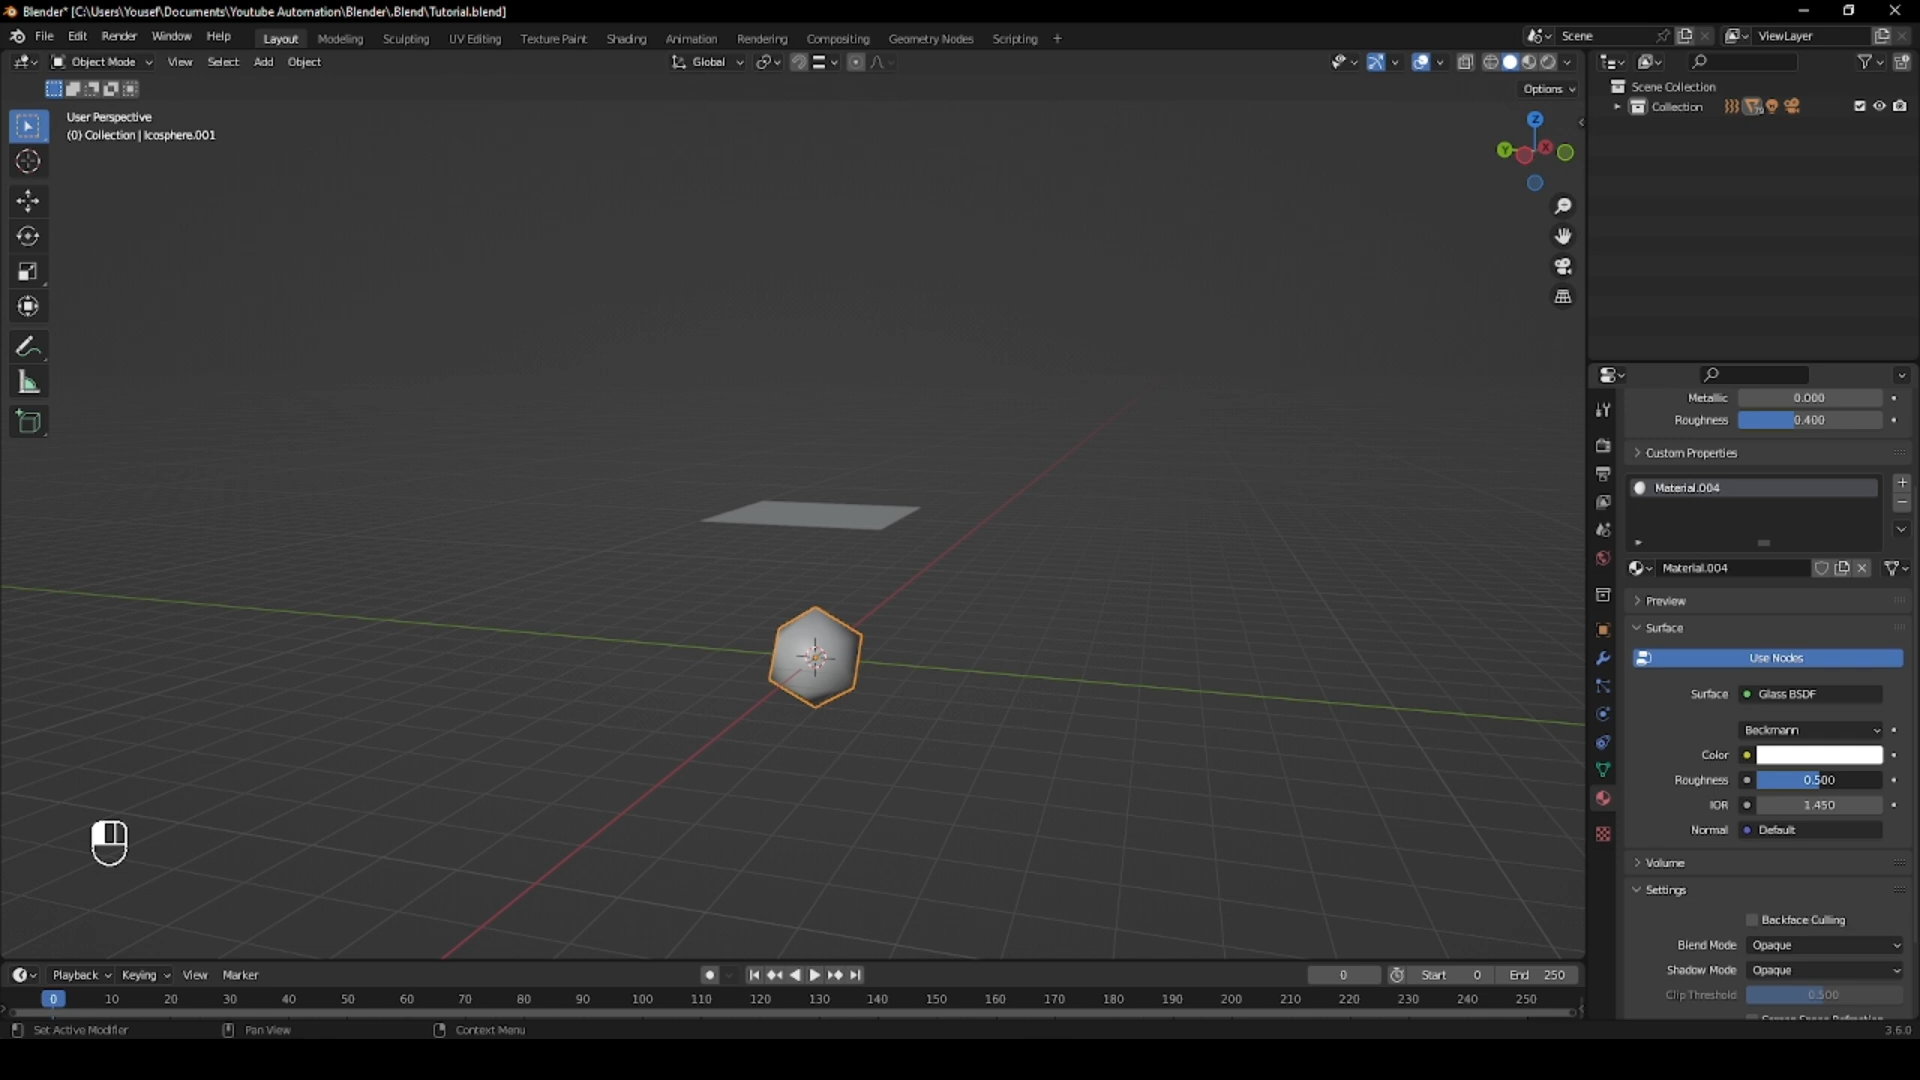 Blender* [C:\Users\Yousef\Documents\Youtube Automation\Blender\,Blend\Tutorial.blend]
File Edit Render Window Help Layout Modeling Sculpting UV Editing Texture Paint Shading Animation Rendering Compositing Geometry Nodes Scripting + Scene ViewLayer
Object Mode View Select Add Object Global
Options
User Perspective
(0) Collection | Icosphere.001
Z
Y X
Scene Collection
Collection
Metallic 0.000
Roughness 0.400
Custom Properties
Material.004
Material.004
Preview
Surface
Use Nodes
Surface Glass BSDF
Beckmann
Color
Roughness 0.500
IOR 1.450
Normal Default
Volume
Settings
Backface Culling
Blend Mode Opaque
Shadow Mode Opaque
Clip Threshold 0.500
Playback Keying View Marker 0 Start 0 End 250
0 10 20 30 40 50 60 70 80 90 100 110 120 130 140 150 160 170 180 190 200 210 220 230 240 250
Set Active Modifier Pan View Context Menu 3.6.0